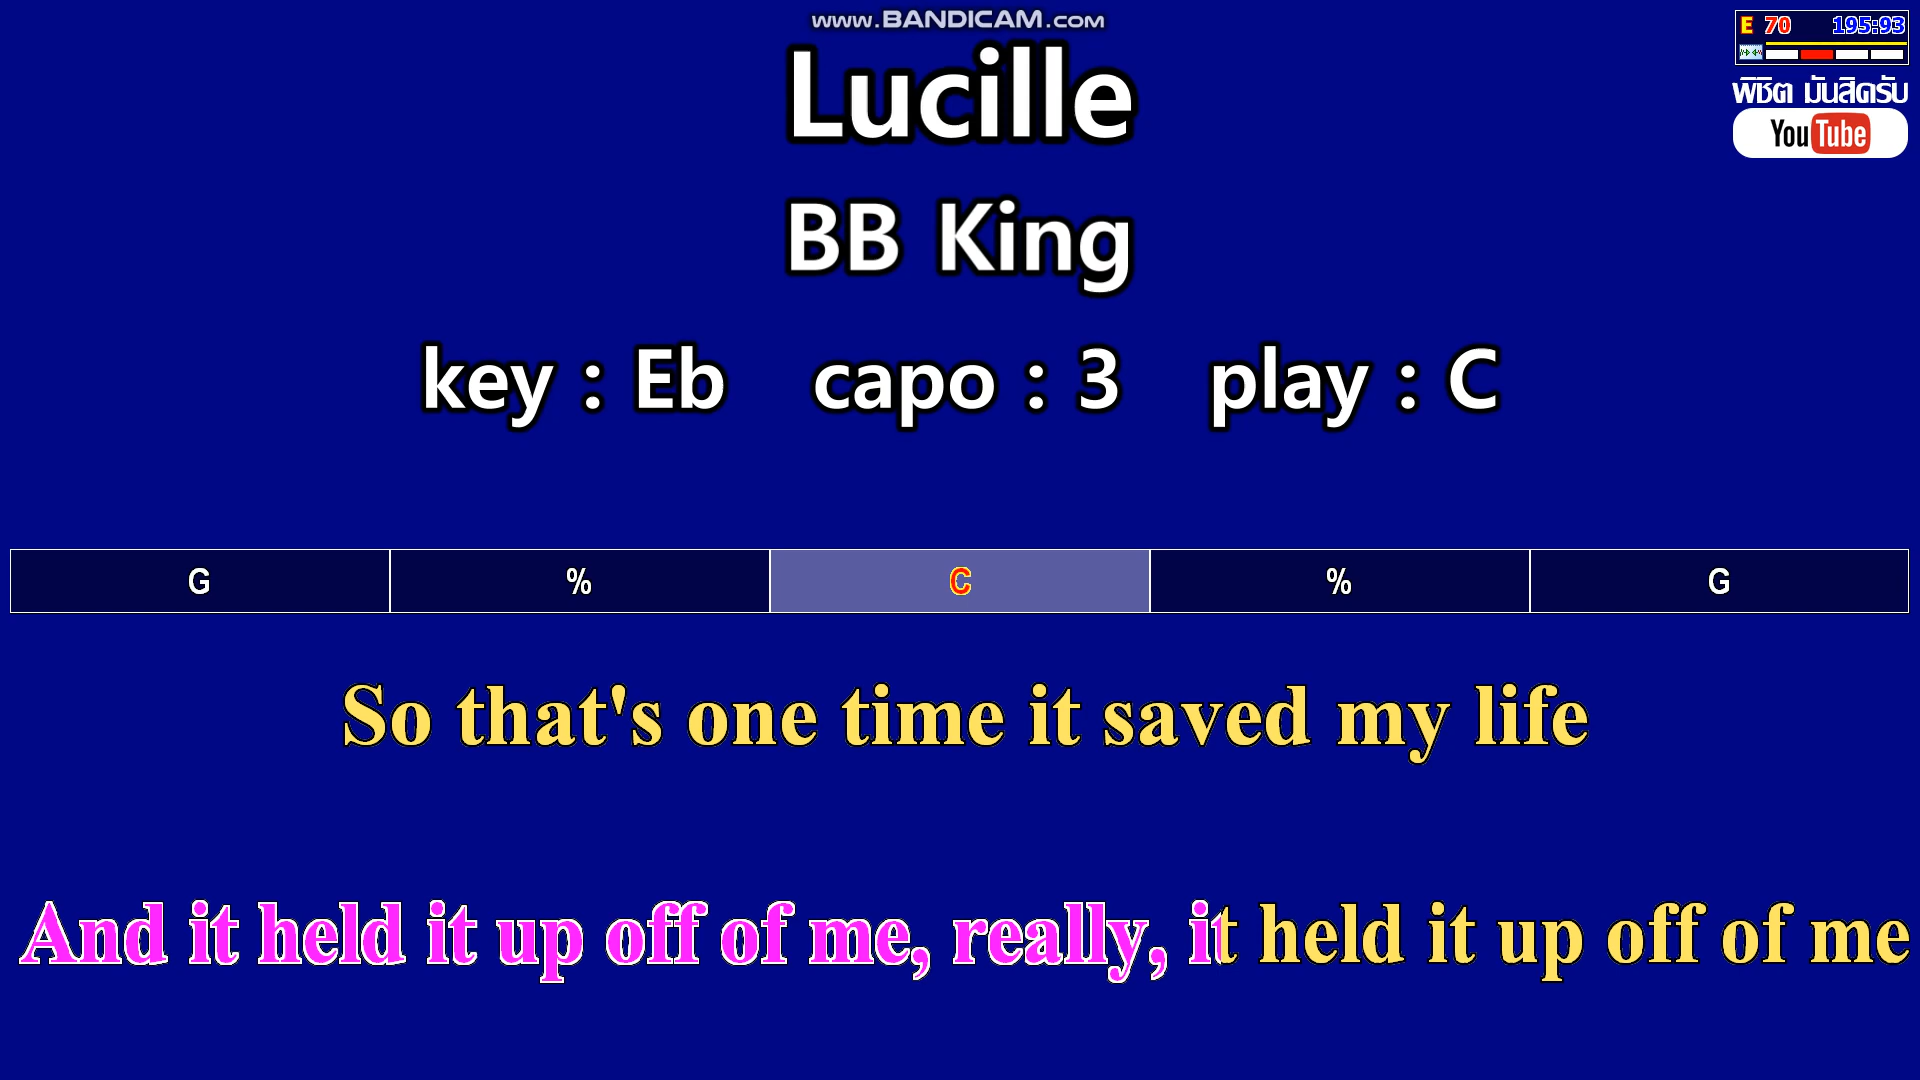 www.BANDICAM.com
E 70 195:93
Lucille
พิชิต มันสิดรับ
YouTube
BB King
key : Eb capo : 3 play : C
G % C % G
So that's one time it saved my life
And it held it up off of me, really, it held it up off of me